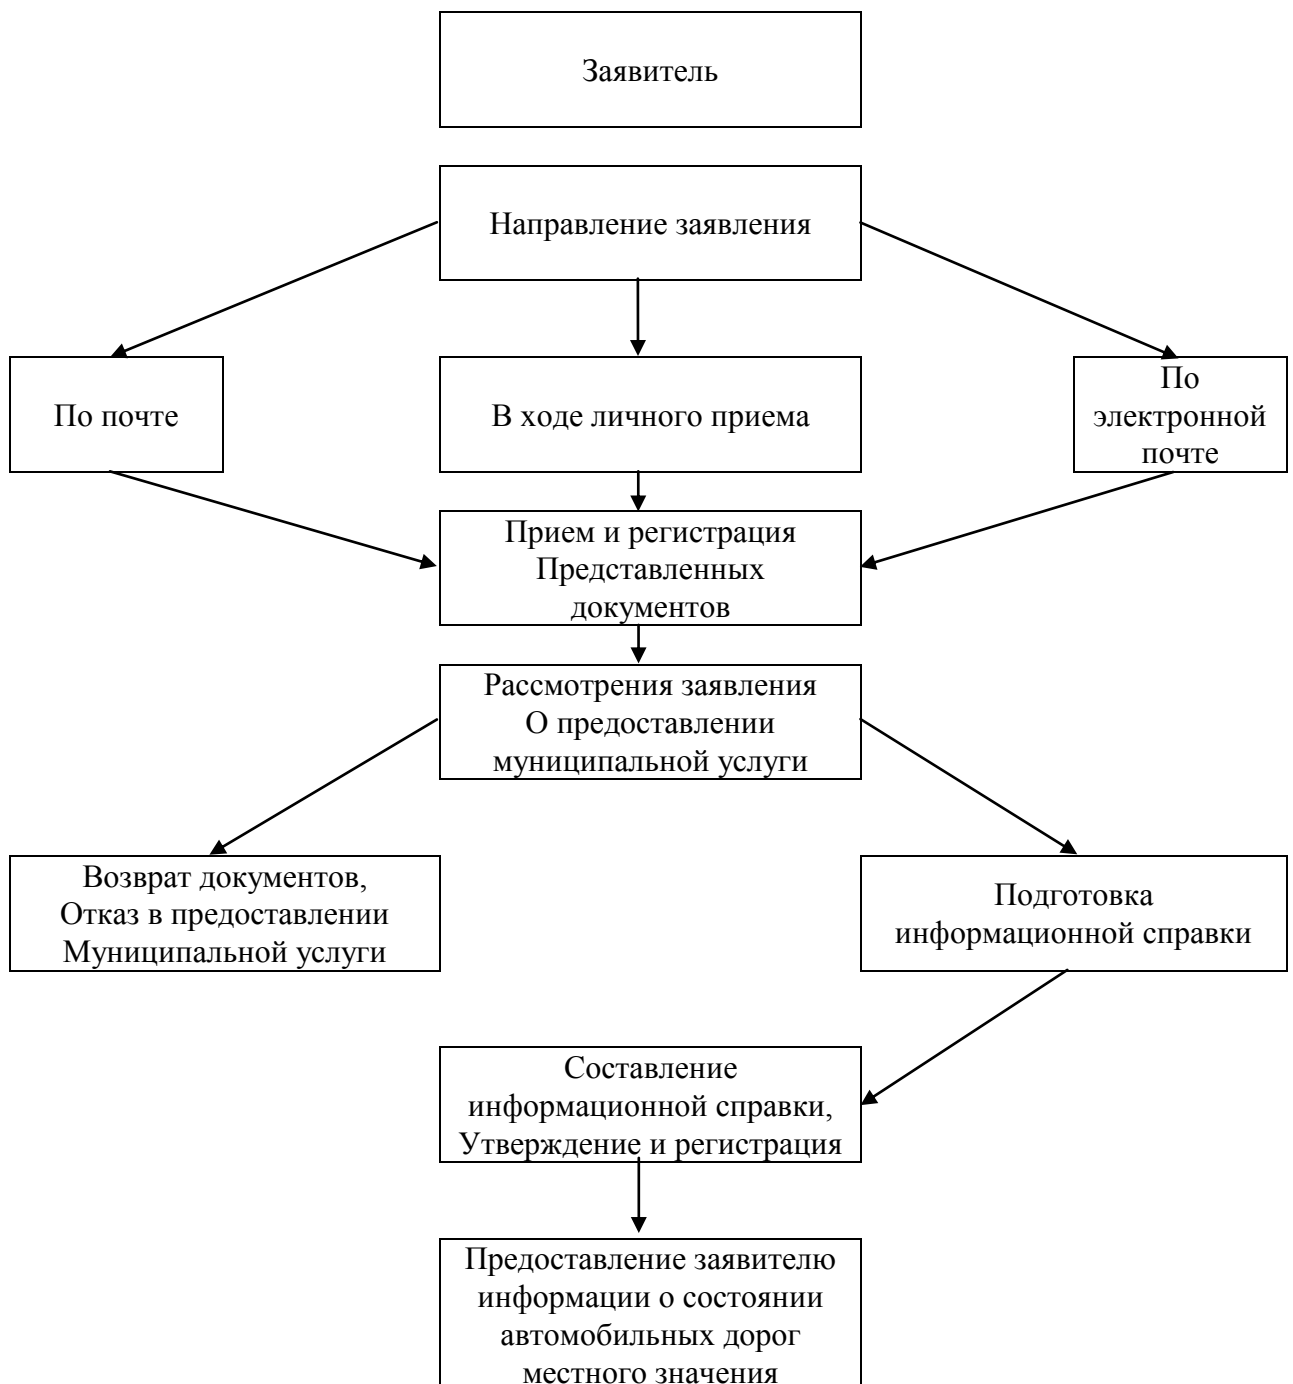 Заявитель
Направление заявления
По почте
В ходе личного приема
По
электронной
почте
Прием и регистрация
Представленных
документов
Рассмотрения заявления
О предоставлении
муниципальной услуги
Возврат документов,
Отказ в предоставлении
Муниципальной услуги
Подготовка
информационной справки
Составление
информационной справки,
Утверждение и регистрация
Предоставление заявителю
информации о состоянии
автомобильных дорог
местного значения